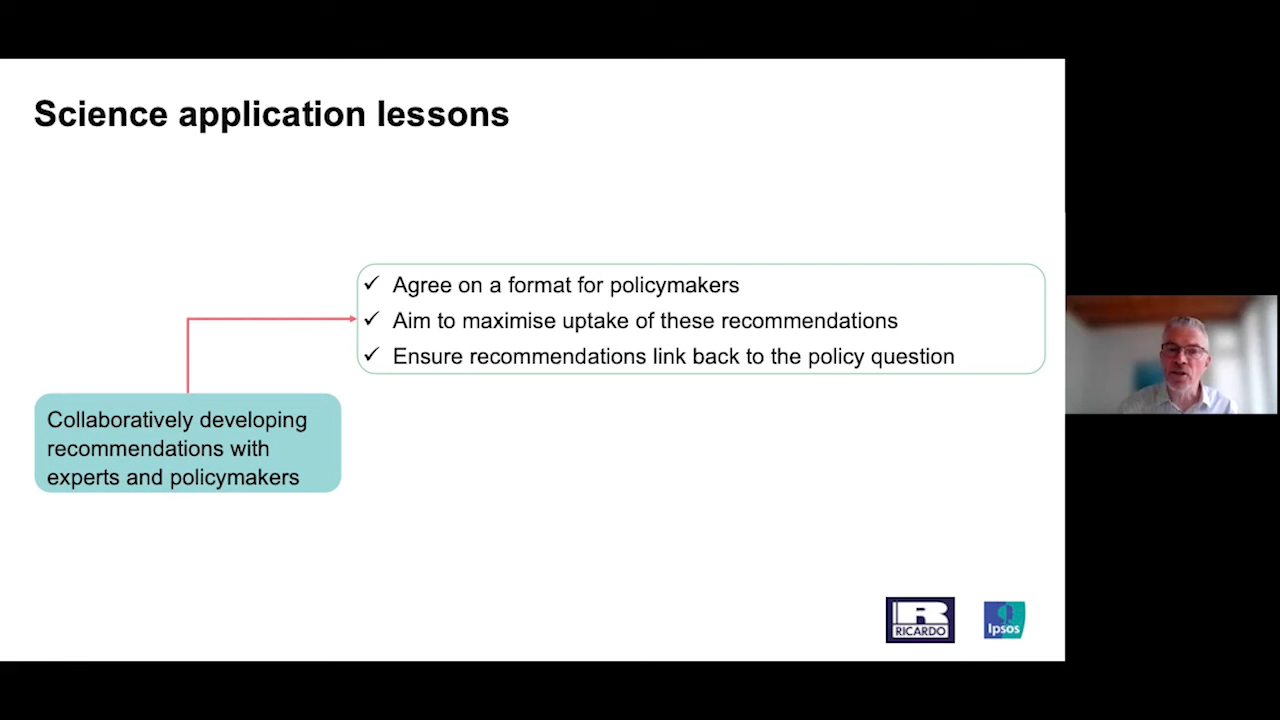 Science application lessons
✓ Agree on a format for policymakers
✓ Aim to maximise uptake of these recommendations
✓ Ensure recommendations link back to the policy question
Collaboratively developing
recommendations with
experts and policymakers
R
RICARDO
Ipsos